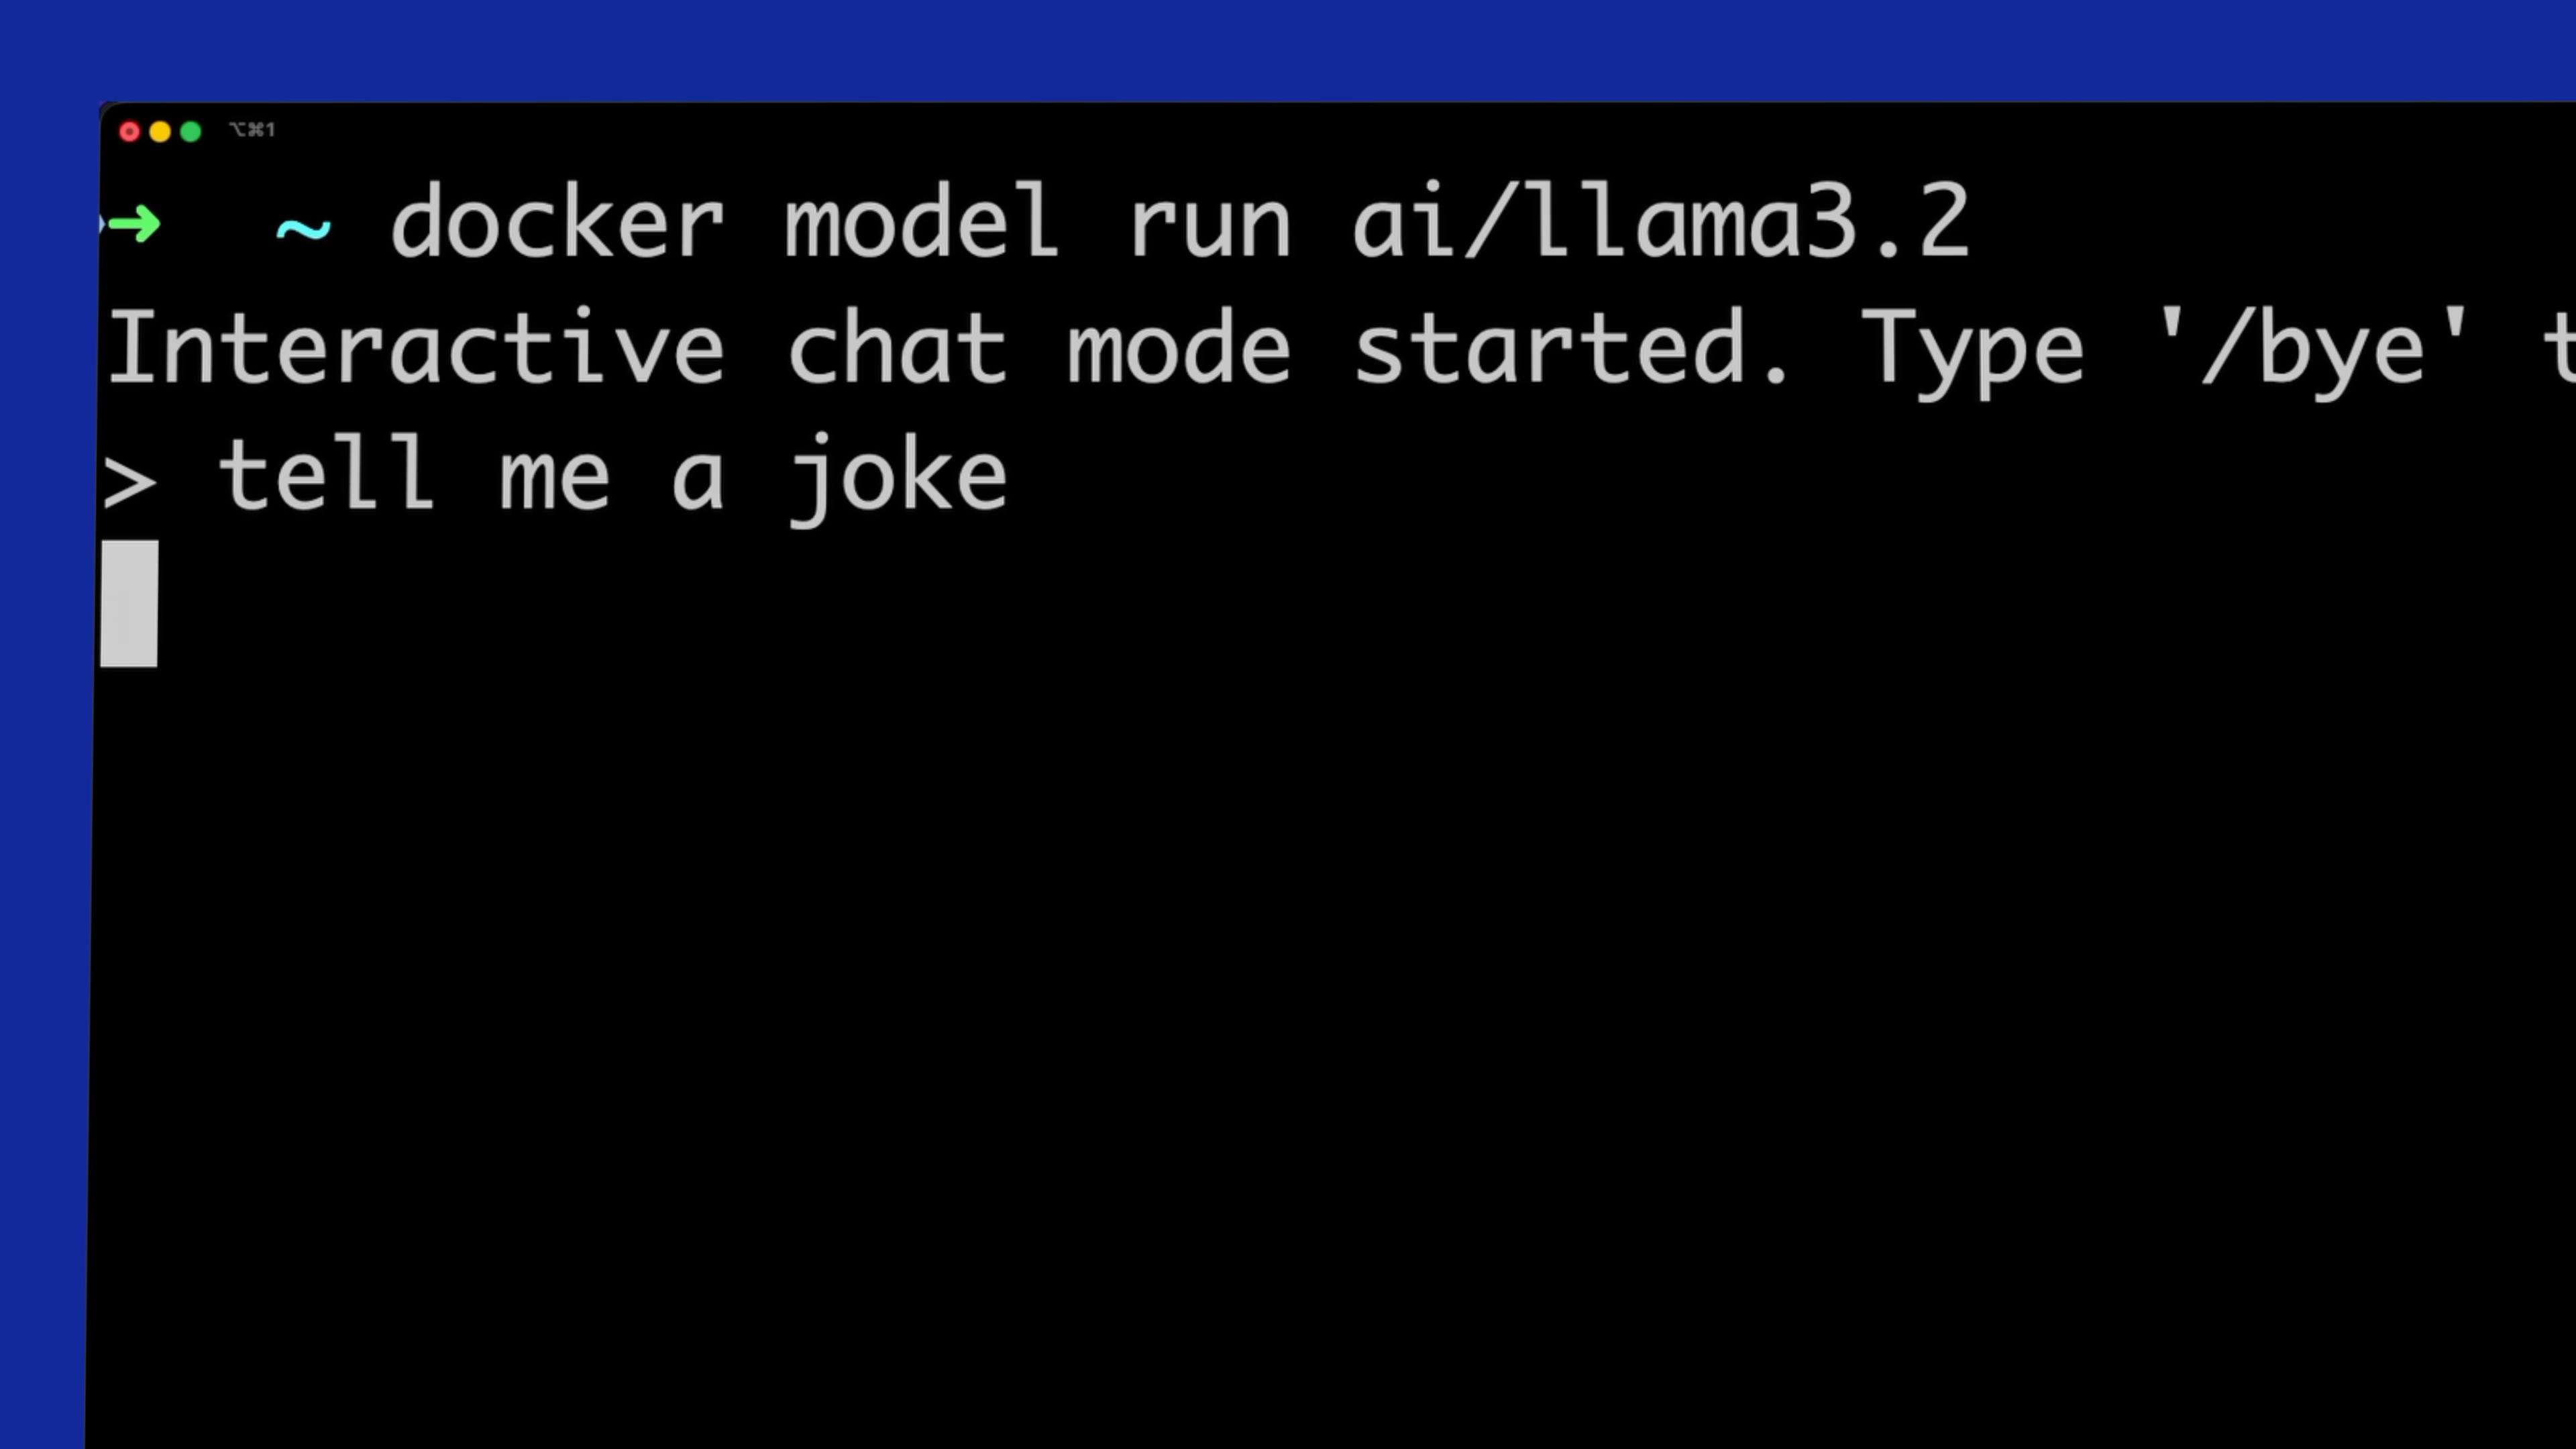 ⌥⌘1
➜ ~ docker model run ai/llama3.2
Interactive chat mode started. Type '/bye' t
> tell me a joke